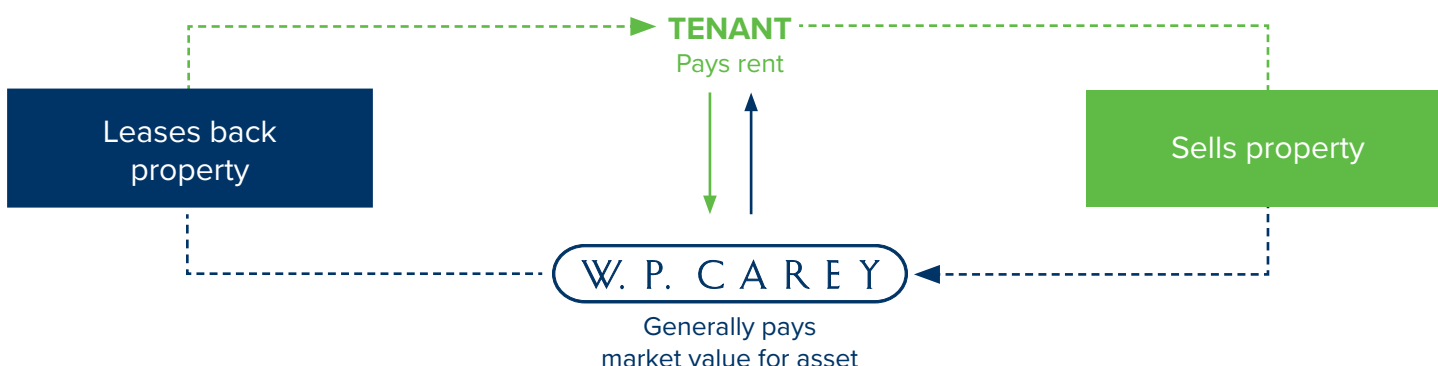 TENANT
Pays rent
Leases back
property
Sells property
W. P. CAREY
Generally pays
market value for asset